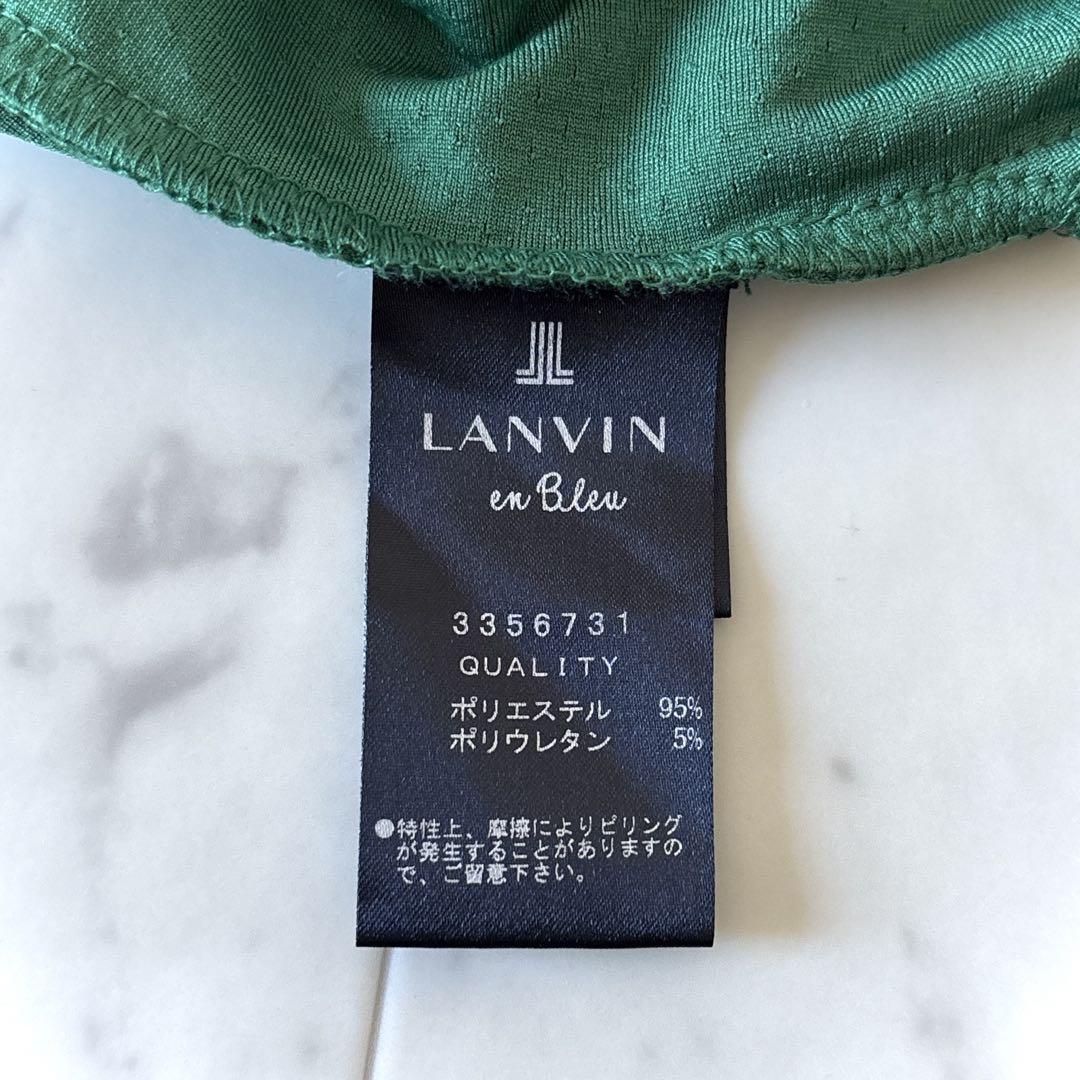 LANVIN
en Bleu
3356731
QUALITY
ポリエステル 95%
ポリウレタン 5%
●特性上、摩擦によりピリング
が発生することがありますの
で、ご留意下さい。